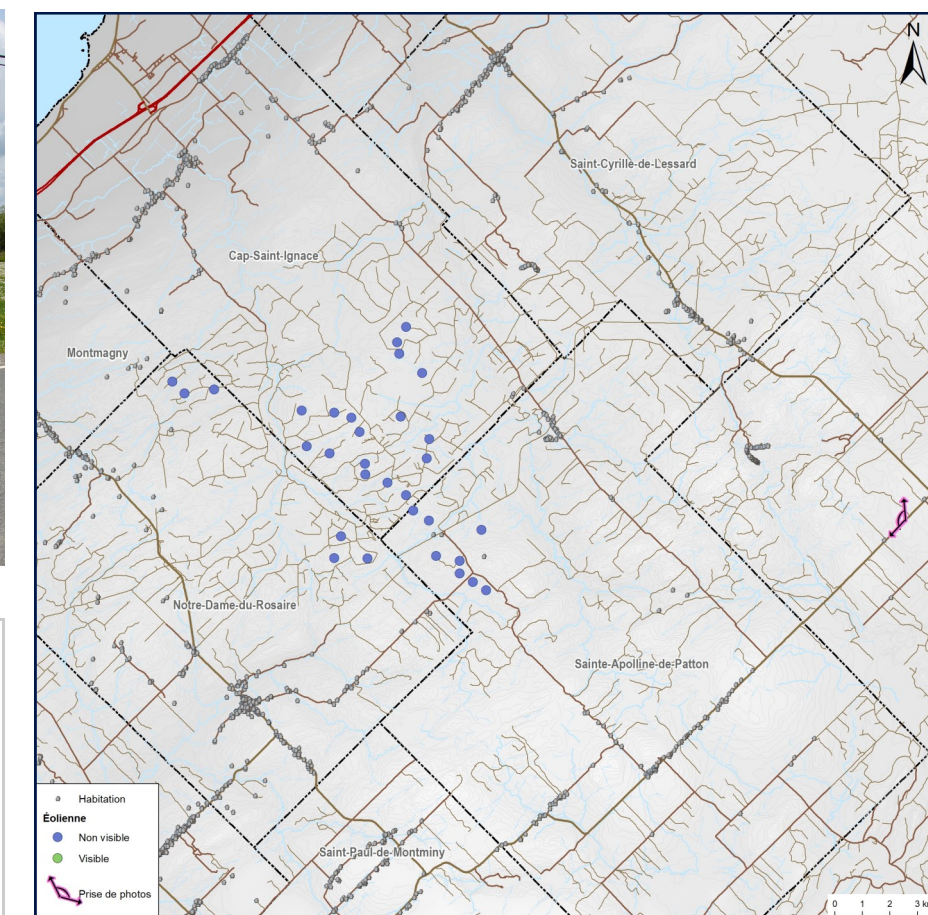 N
Saint-Cyrille-de-Lessard
Cap-Saint-Ignace
Montmagny
Notre-Dame-du-Rosaire
Sainte-Apolline-de-Patton
Saint-Paul-de-Montminy
Habitation
Éolienne
Non visible
Visible
Prise de photos
0 1 2 3 km